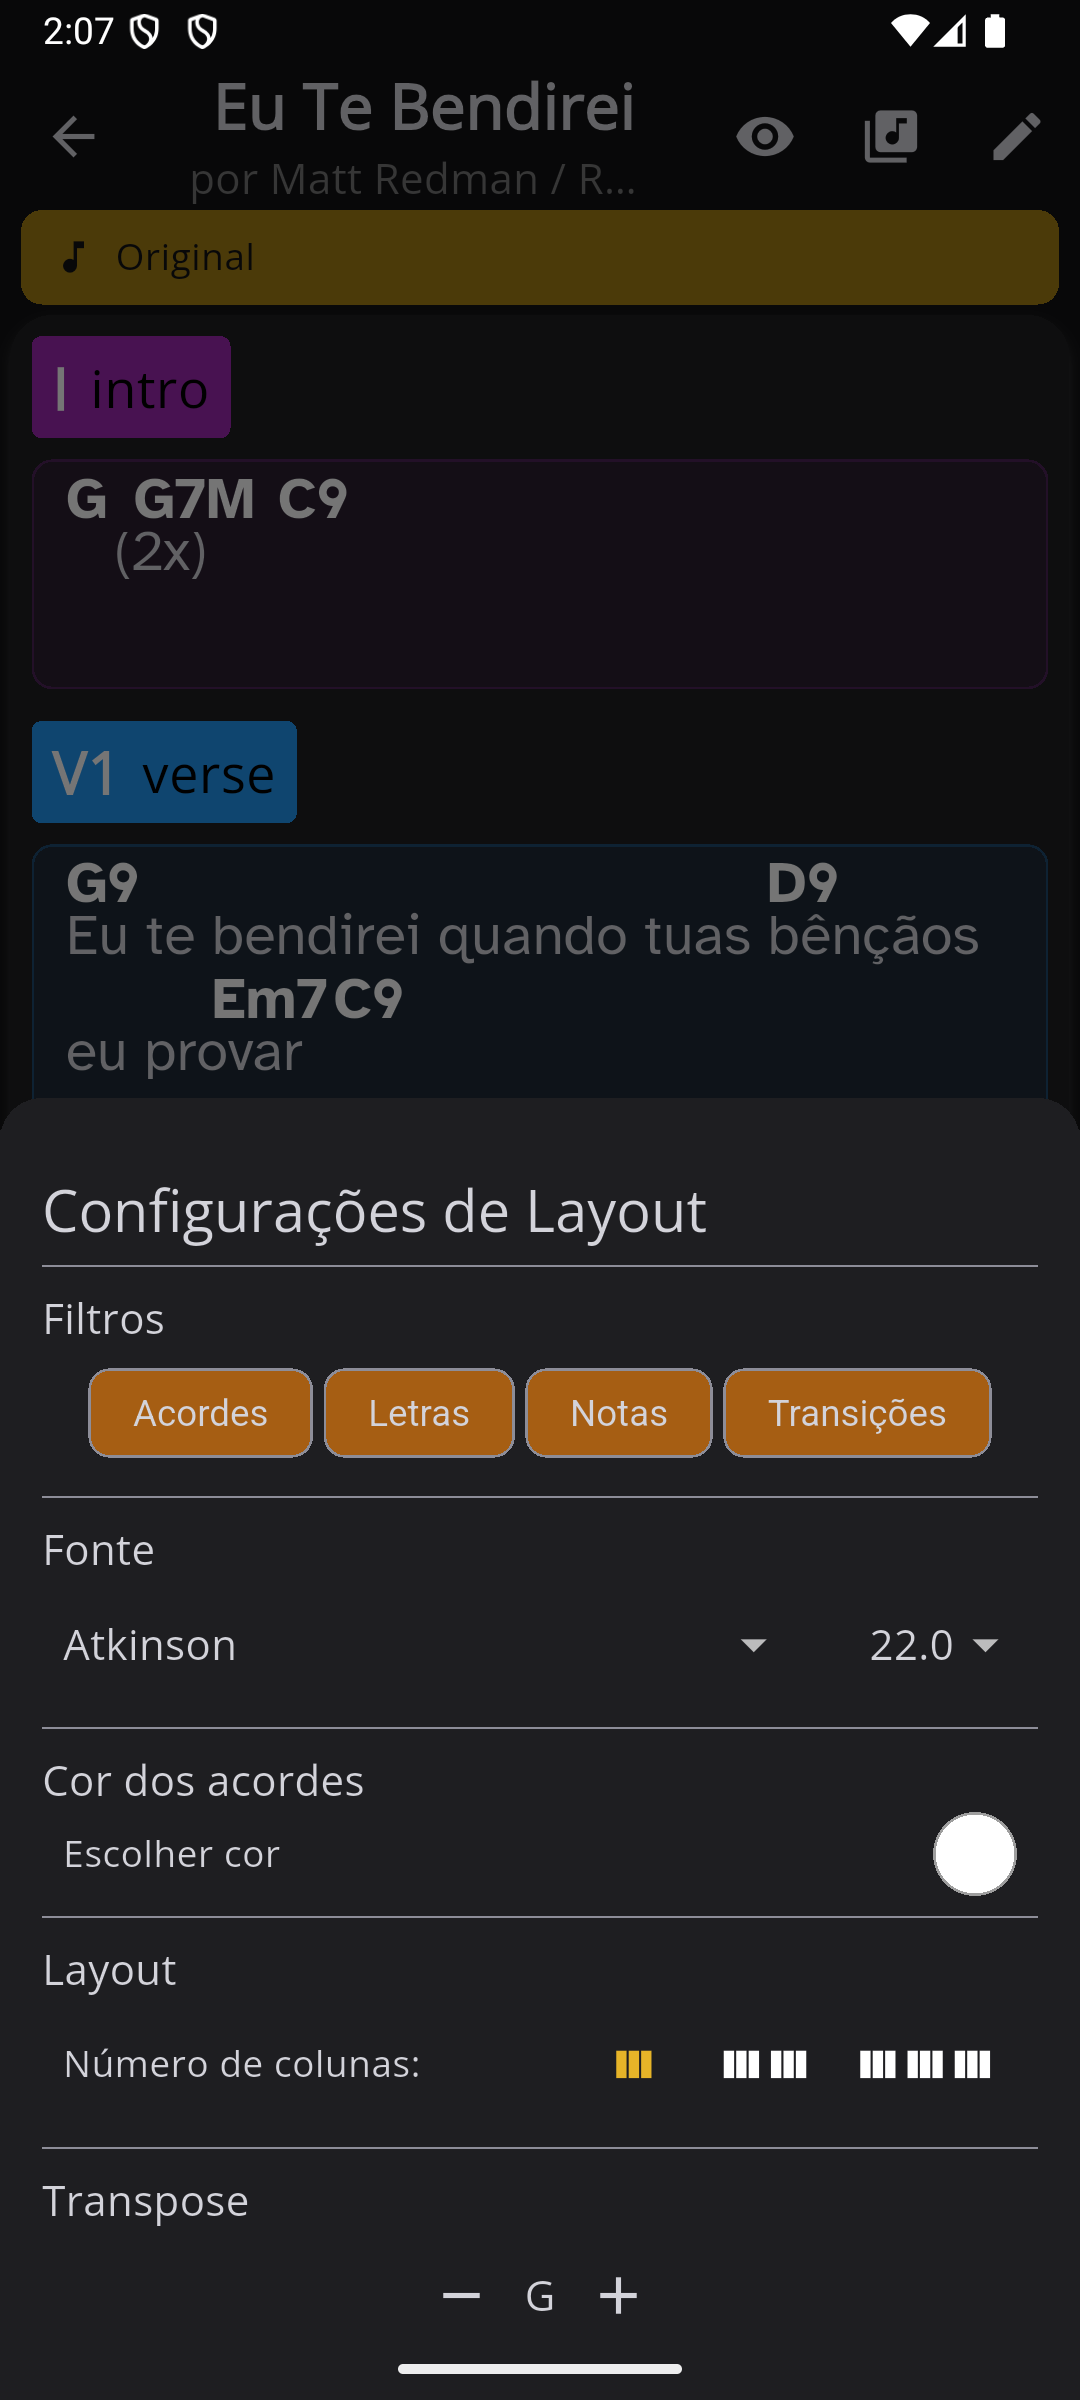 2:07
Eu Te Bendirei
por Matt Redman / R...
Original
I intro
G G7M C9
(2x)
V1 verse
G9 D9
Eu te bendirei quando tuas bênçãos
Em7 C9
eu provar
Configurações de Layout
Filtros
Acordes Letras Notas Transições
Fonte
Atkinson 22.0
Cor dos acordes
Escolher cor
Layout
Número de colunas:
Transpose
− G +